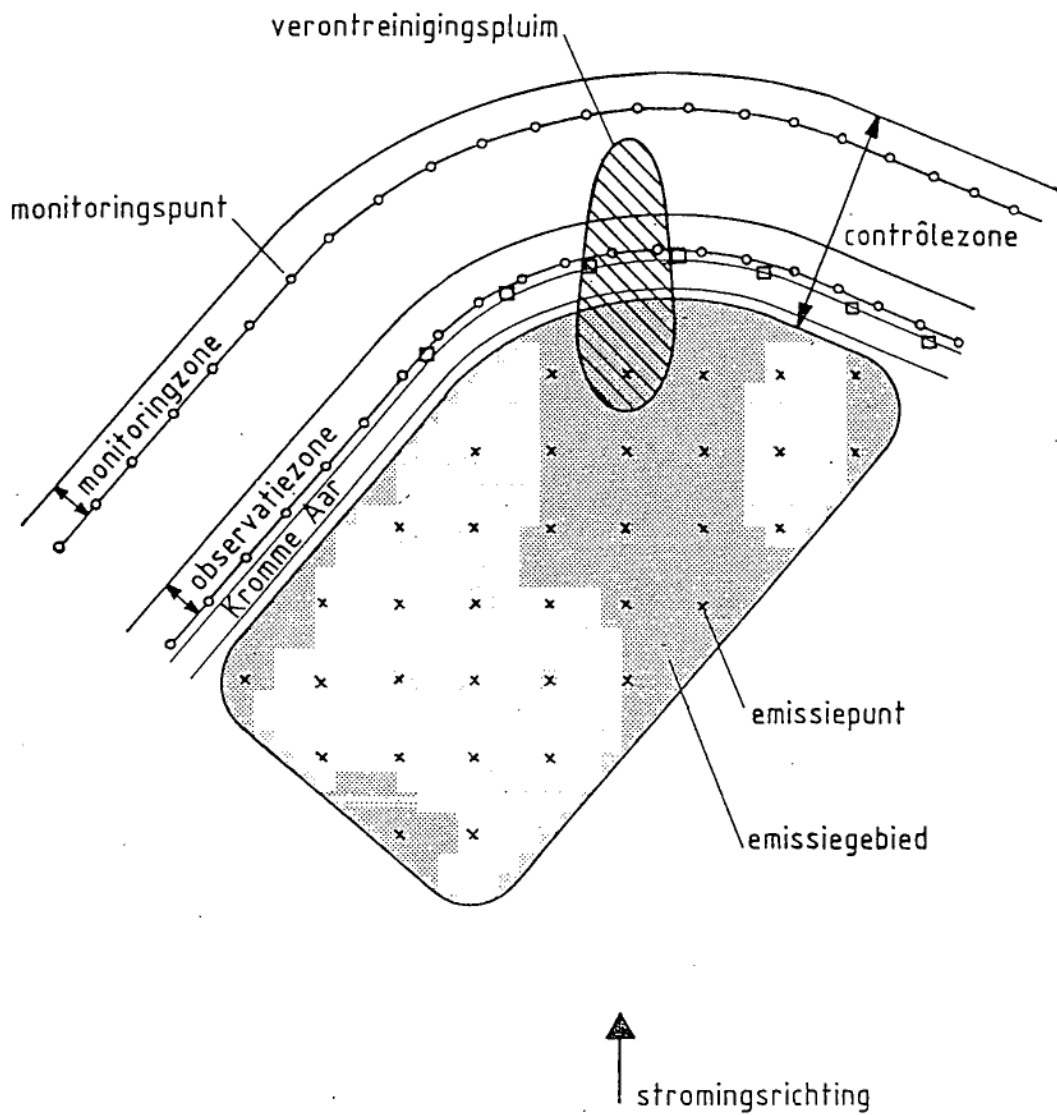 verontreinigingspluim
monitoringspunt
contrôlezone
monitoringzone
observatiezone
Kromme Aar
emissiepunt
emissiegebied
stromingsrichting